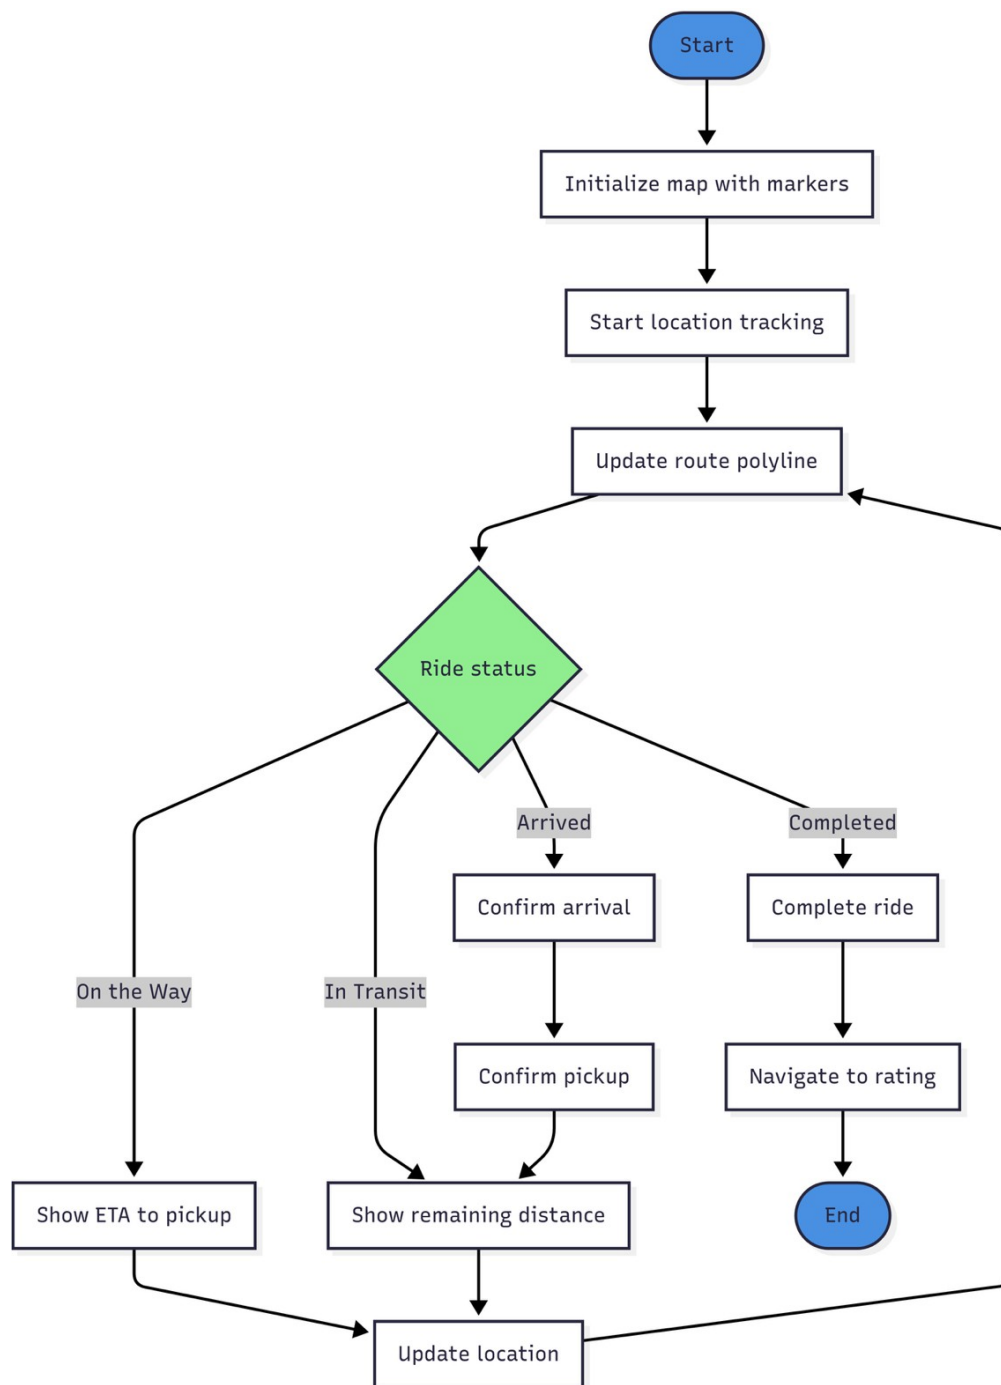 Start
Initialize map with markers
Start location tracking
Update route polyline
Ride status
Arrived
Completed
Confirm arrival
Complete ride
On the Way
In Transit
Confirm pickup
Navigate to rating
Show ETA to pickup
Show remaining distance
End
Update location